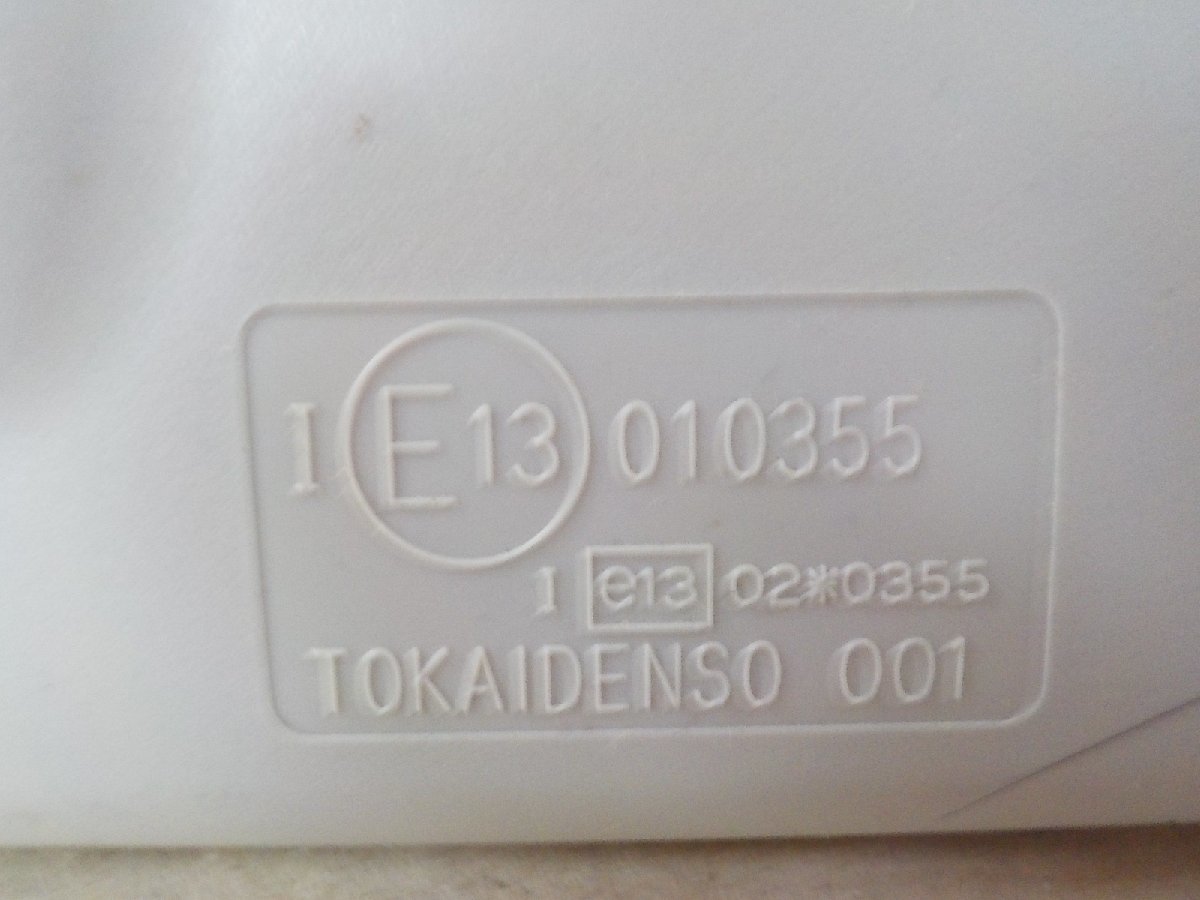 I E13 010355
I e13 02*0355
TOKAIDENSO 001